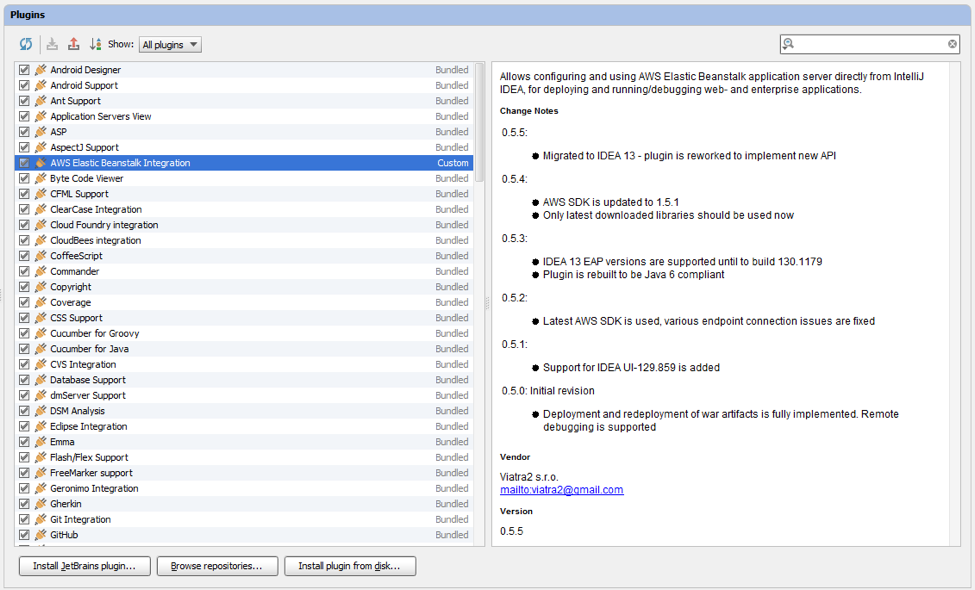 Plugins
Show: All plugins
Android Designer Bundled
Android Support Bundled
Ant Support Bundled
Application Servers View Bundled
ASP Bundled
AspectJ Support Bundled
AWS Elastic Beanstalk Integration Custom
Byte Code Viewer Bundled
CFML Support Bundled
ClearCase Integration Bundled
Cloud Foundry integration Bundled
CloudBees integration Bundled
CoffeeScript Bundled
Commander Bundled
Copyright Bundled
Coverage Bundled
CSS Support Bundled
Cucumber for Groovy Bundled
Cucumber for Java Bundled
CVS Integration Bundled
Database Support Bundled
dmServer Support Bundled
DSM Analysis Bundled
Eclipse Integration Bundled
Emma Bundled
Flash/Flex Support Bundled
FreeMarker support Bundled
Geronimo Integration Bundled
Gherkin Bundled
Git Integration Bundled
GitHub Bundled
Allows configuring and using AWS Elastic Beanstalk application server directly from IntelliJ
IDEA, for deploying and running/debugging web- and enterprise applications.
Change Notes
0.5.5:
● Migrated to IDEA 13 - plugin is reworked to implement new API
0.5.4:
● AWS SDK is updated to 1.5.1
● Only latest downloaded libraries should be used now
0.5.3:
● IDEA 13 EAP versions are supported until to build 130.1179
● Plugin is rebuilt to be Java 6 compliant
0.5.2:
● Latest AWS SDK is used, various endpoint connection issues are fixed
0.5.1:
● Support for IDEA UI-129.859 is added
0.5.0: Initial revision
● Deployment and redeployment of war artifacts is fully implemented. Remote
debugging is supported
Vendor
Viatra2 s.r.o.
mailto:viatra2@gmail.com
Version
0.5.5
Install JetBrains plugin... Browse repositories... Install plugin from disk...